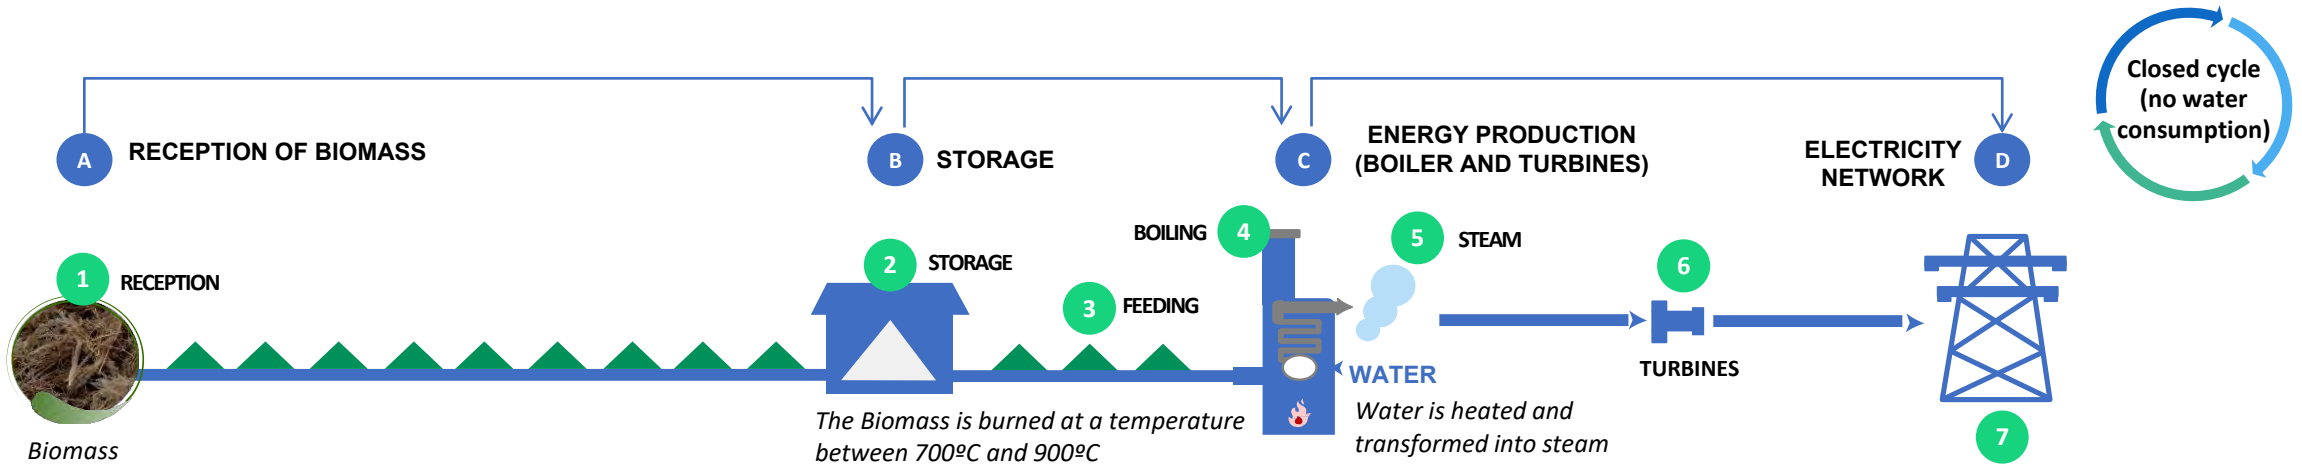 A
RECEPTION OF BIOMASS
B
STORAGE
C
ENERGY PRODUCTION
(BOILER AND TURBINES)
ELECTRICITY
NETWORK
D
Closed cycle
(no water
consumption)
1
RECEPTION
2
STORAGE
3
FEEDING
BOILING
4
5
STEAM
6
TURBINES
WATER
7
Biomass
The Biomass is burned at a temperature
between 700ºC and 900ºC
Water is heated and
transformed into steam